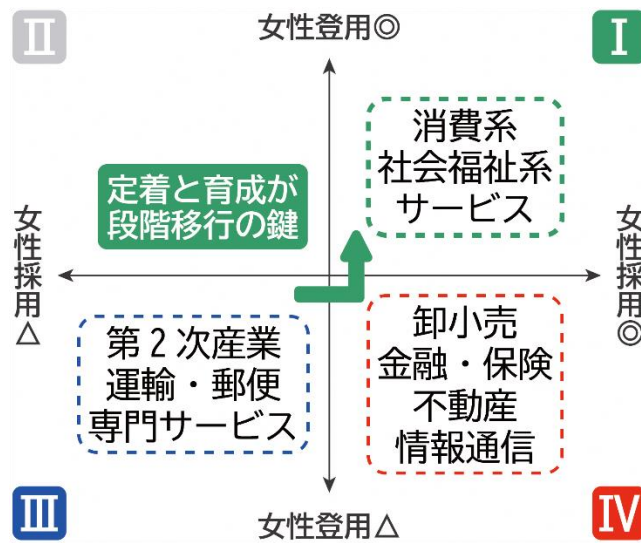 Ⅱ
女性登用◎
Ⅰ
消費系
社会福祉系
サービス
定着と育成が
段階移行の鍵
女性採用△
女性採用◎
第2次産業
運輸・郵便
専門サービス
卸小売
金融・保険
不動産
情報通信
Ⅲ
女性登用△
Ⅳ